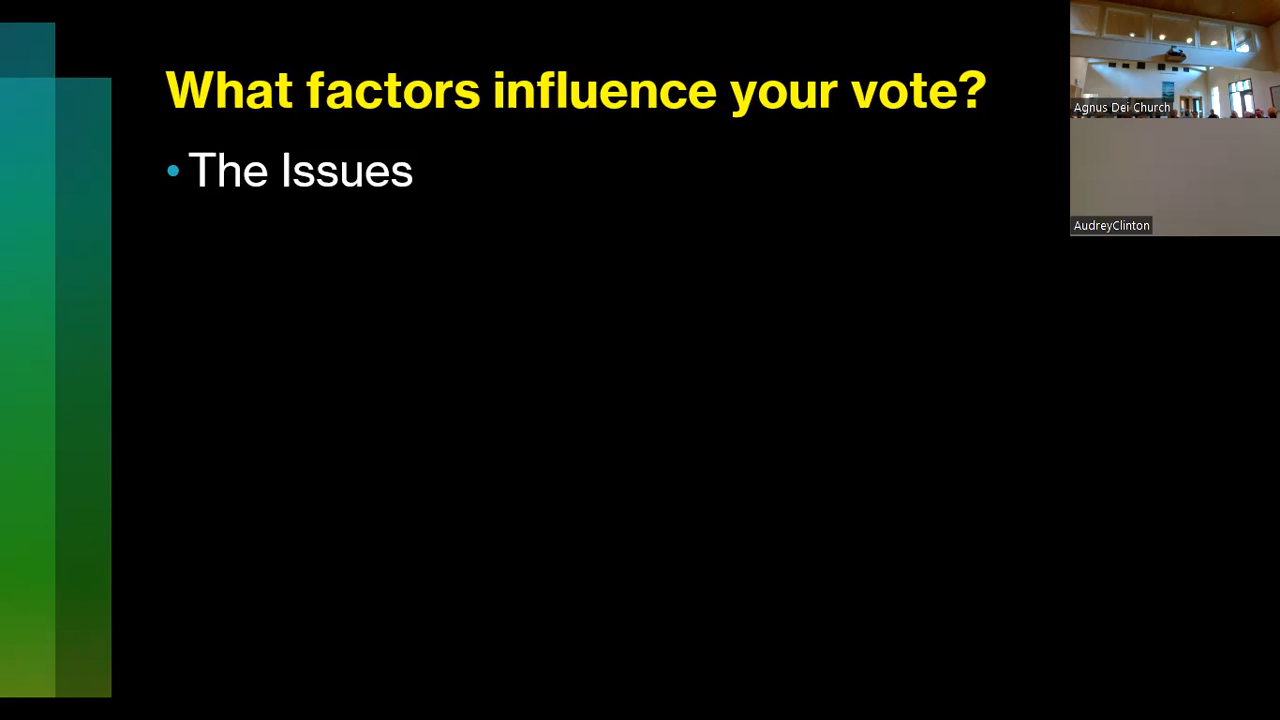 What factors influence your vote?
• The Issues
Agnus Dei Church
AudreyClinton